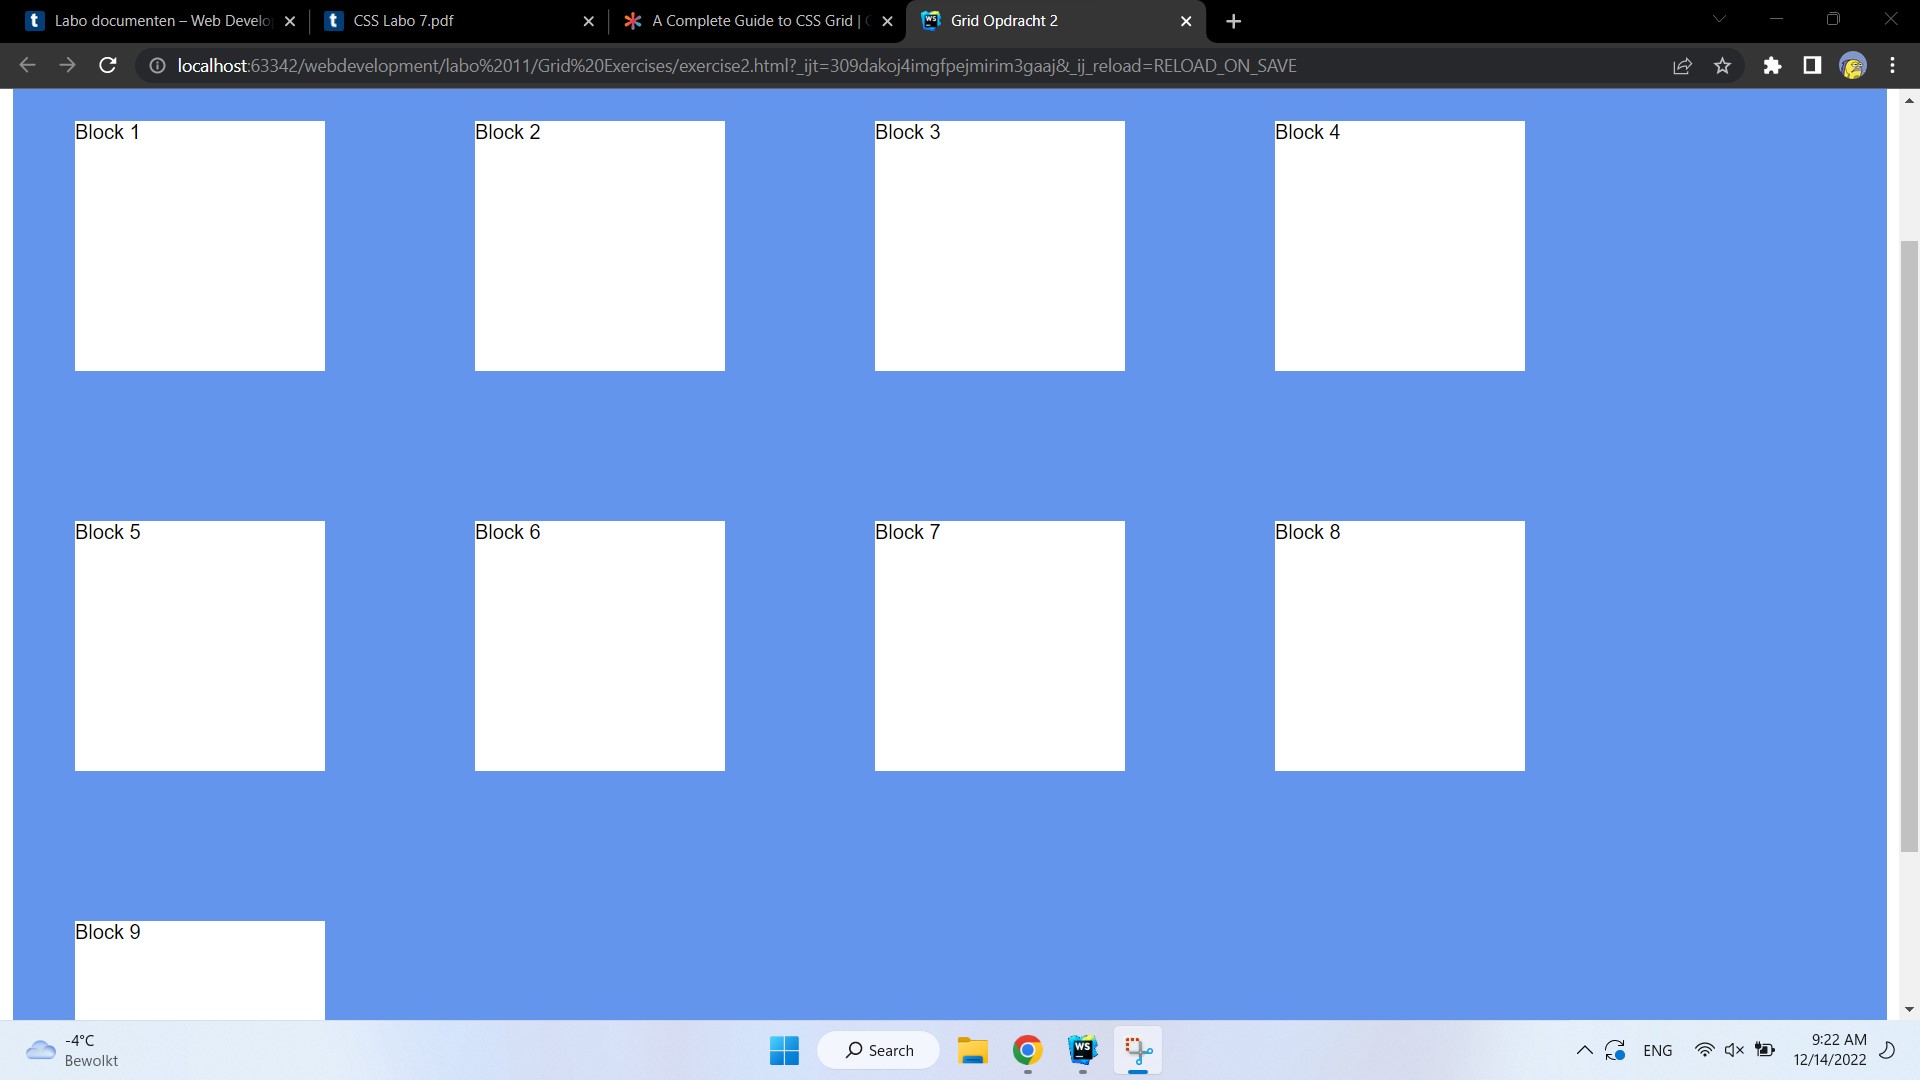 Labo documenten – Web Develo
CSS Labo 7.pdf
A Complete Guide to CSS Grid |
Grid Opdracht 2
localhost:63342/webdevelopment/labo%2011/Grid%20Exercises/exercise2.html?_ijt=309dakoj4imgfpejmirim3gaaj&_ij_reload=RELOAD_ON_SAVE
Block 1
Block 2
Block 3
Block 4
Block 5
Block 6
Block 7
Block 8
Block 9
-4°C
Bewolkt
Search
WS
ENG
9:22 AM
12/14/2022